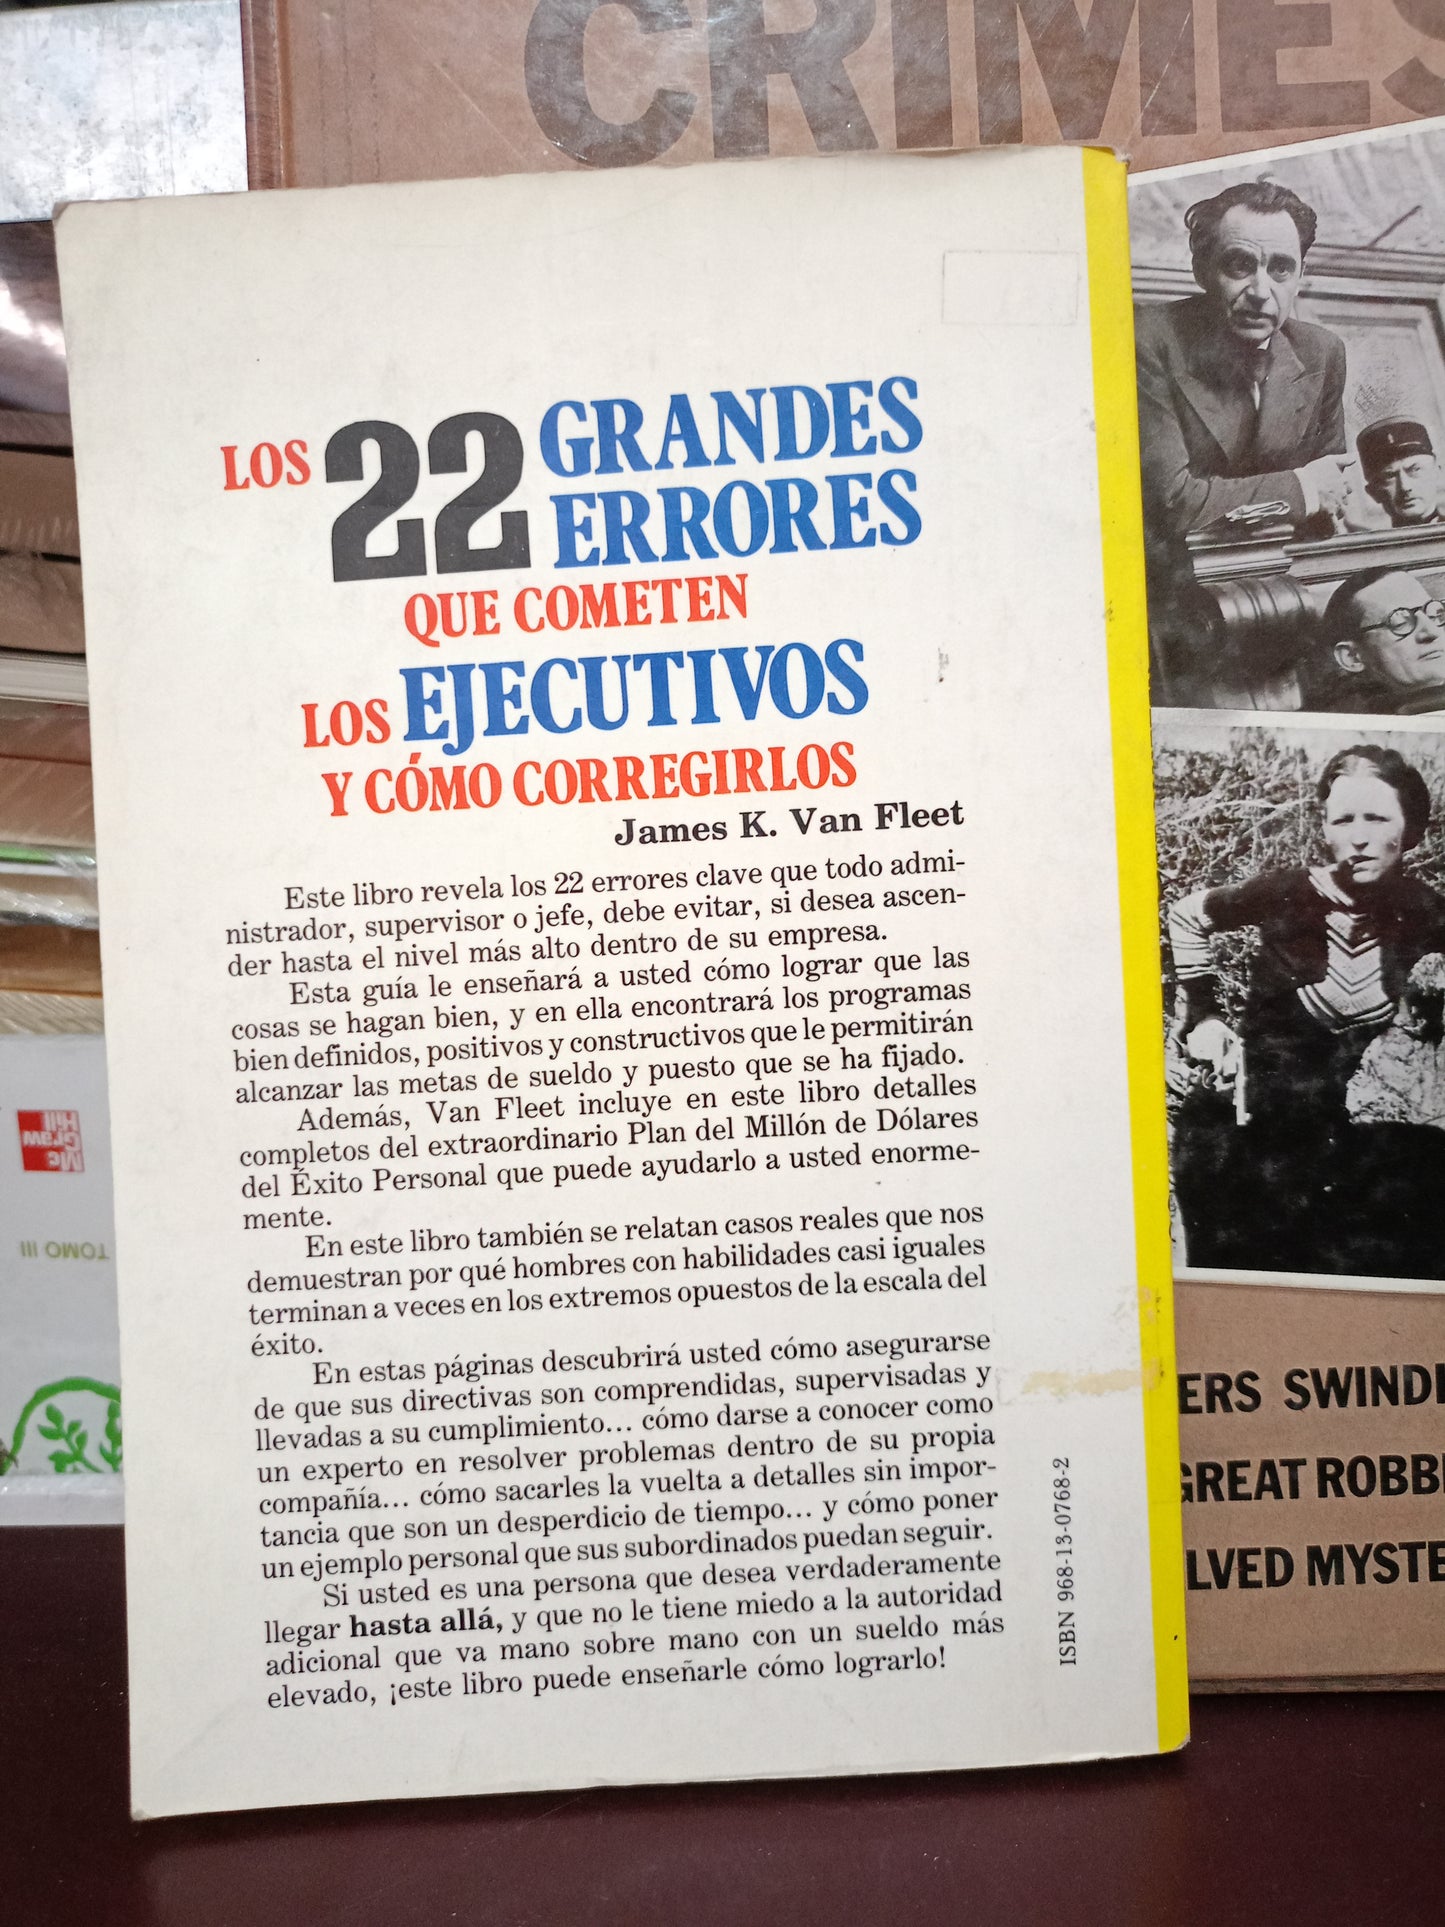 CRIMES
LOS 22 GRANDES
ERRORES
QUE COMETEN
LOS EJECUTIVOS
Y CÓMO CORREGIRLOS
James K. Van Fleet
Este libro revela los 22 errores clave que todo admi-
nistrador, supervisor o jefe, debe evitar, si desea ascen-
der hasta el nivel más alto dentro de su empresa.
Esta guía le enseñará a usted cómo lograr que las
cosas se hagan bien, y en ella encontrará los programas
bien definidos, positivos y constructivos que le permitirán
alcanzar las metas de sueldo y puesto que se ha fijado.
Además, Van Fleet incluye en este libro detalles
completos del extraordinario Plan del Millón de Dólares
del Éxito Personal que puede ayudarlo a usted enorme-
mente.
En este libro también se relatan casos reales que nos
demuestran por qué hombres con habilidades casi iguales
terminan a veces en los extremos opuestos de la escala del
éxito.
En estas páginas descubrirá usted cómo asegurarse
de que sus directivas son comprendidas, supervisadas y
llevadas a su cumplimiento... cómo darse a conocer como
un experto en resolver problemas dentro de su propia
compañía... cómo sacarles la vuelta a detalles sin impor-
tancia que son un desperdicio de tiempo... y cómo poner
un ejemplo personal que sus subordinados puedan seguir.
Si usted es una persona que desea verdaderamente
llegar hasta allá, y que no le tiene miedo a la autoridad
adicional que va mano sobre mano con un sueldo más
elevado, ¡este libro puede enseñarle cómo lograrlo!
ISBN 968-13-0768-2
ERS SWINDL
GREAT ROBB
LVED MYSTE
Mc
Graw
Hill
TOMO III